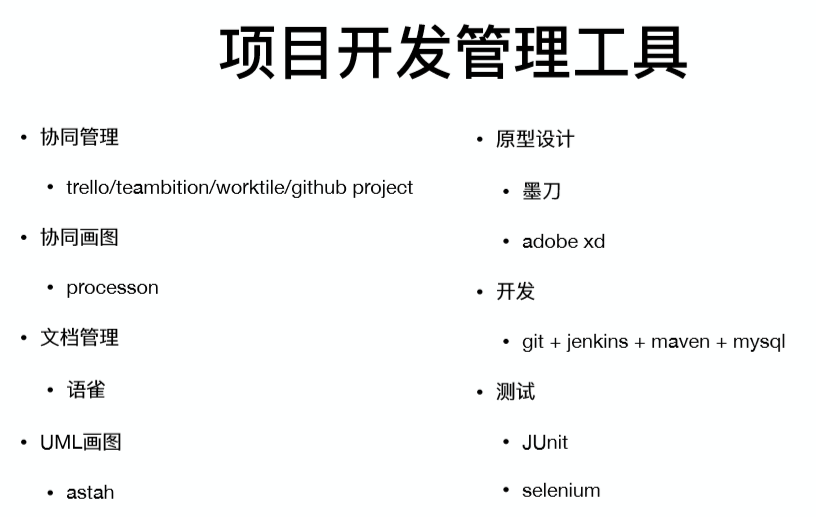 项目开发管理工具
协同管理
trello/teambition/worktile/github project
协同画图
processon
文档管理
语雀
UML画图
astah
原型设计
墨刀
adobe xd
开发
git + jenkins + maven + mysql
测试
JUnit
selenium